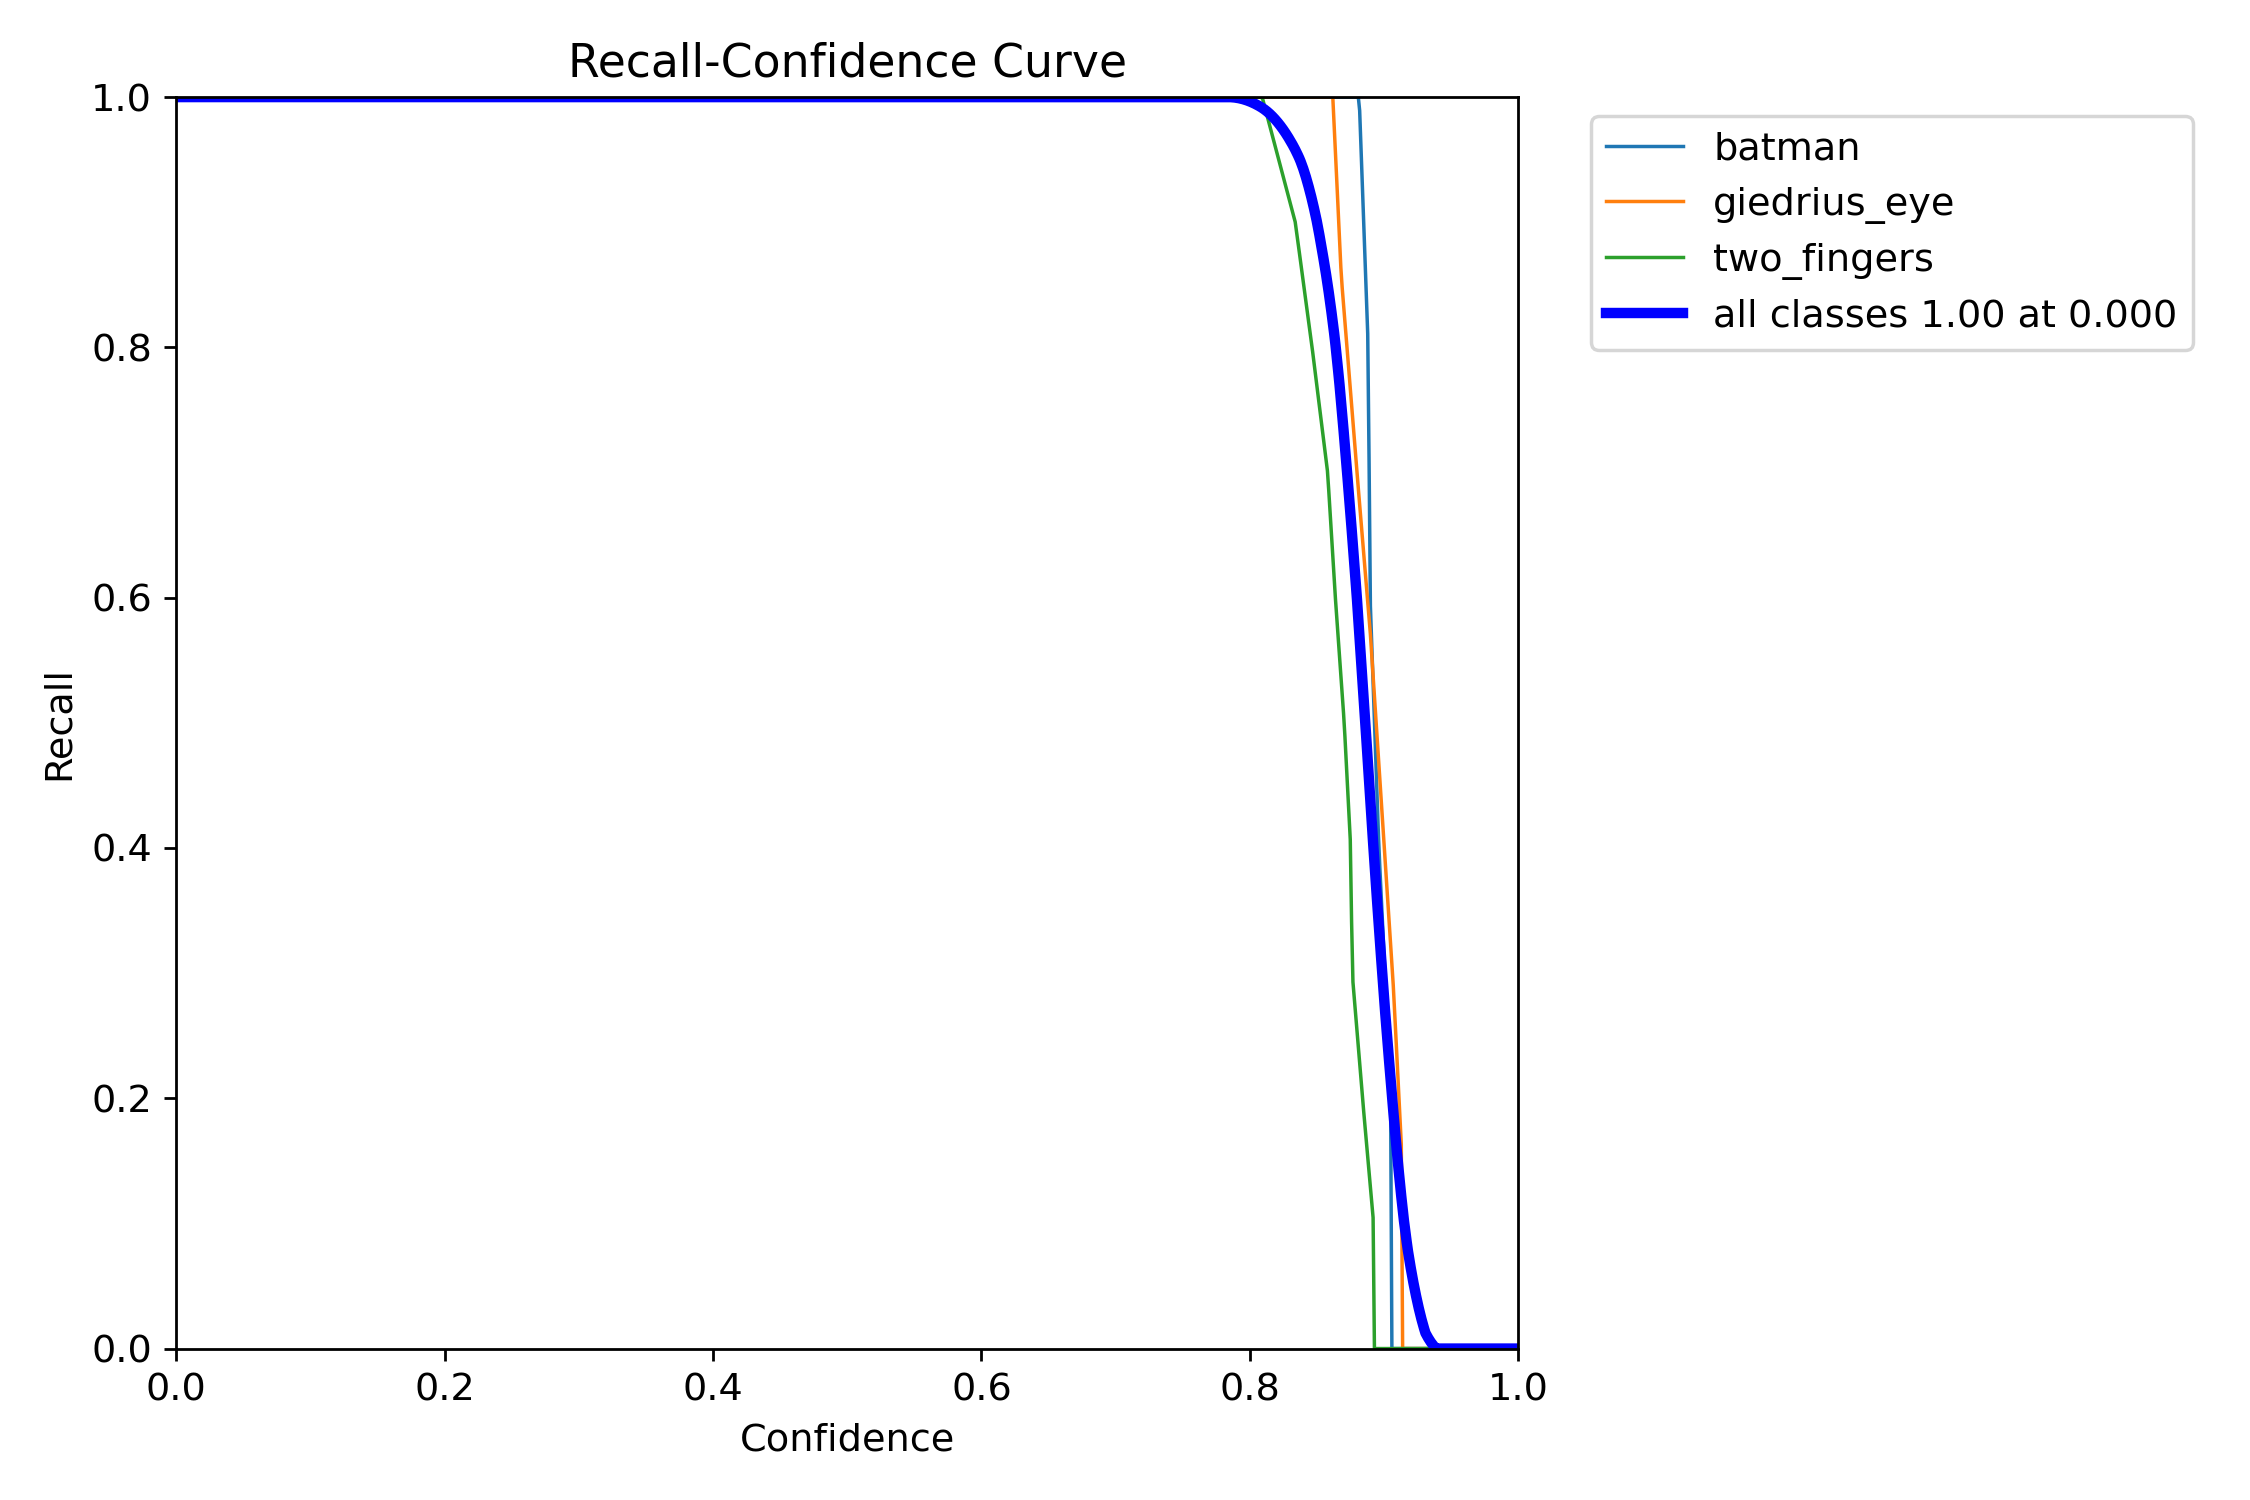 Recall-Confidence Curve
1.0
0.8
0.6
0.4
0.2
0.0
Recall
0.0 0.2 0.4 0.6 0.8 1.0
Confidence
batman
giedrius_eye
two_fingers
all classes 1.00 at 0.000